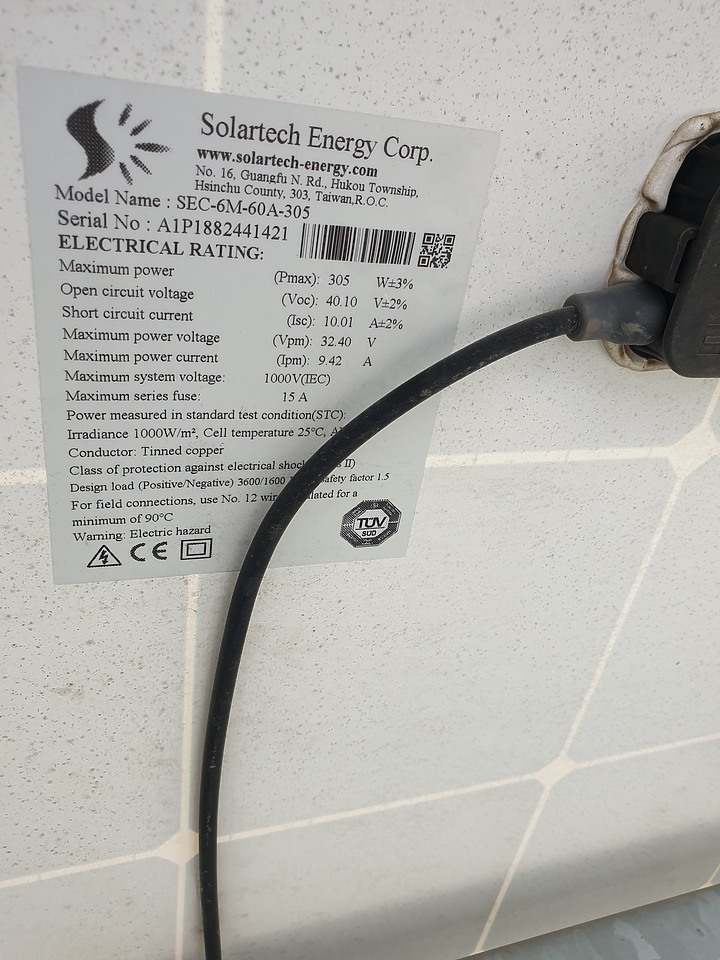 Solartech Energy Corp.
www.solartech-energy.com
No. 16, Guangfu N. Rd., Hukou Township,
Hsinchu County, 303, Taiwan,R.O.C.
Model Name : SEC-6M-60A-305
Serial No : A1P1882441421
ELECTRICAL RATING:
Maximum power (Pmax): 305 W±3%
Open circuit voltage (Voc): 40.10 V±2%
Short circuit current (Isc): 10.01 A±2%
Maximum power voltage (Vpm): 32.40 V
Maximum power current (Ipm): 9.42 A
Maximum system voltage: 1000V(IEC)
Maximum series fuse: 15 A
Power measured in standard test condition(STC):
Irradiance 1000W/m², Cell temperature 25°C,
Conductor: Tinned copper
Class of protection against electrical II)
Design load (Positive/Negative) 3600/1600 factor 1.5
For field connections, use No. 12 for a
minimum of 90°C
Warning: Electric hazard
CE
TÜV
SÜD